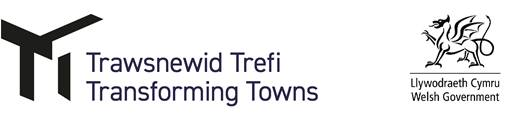 Trawsnewid Trefi
Transforming Towns
Llywodraeth Cymru
Welsh Government